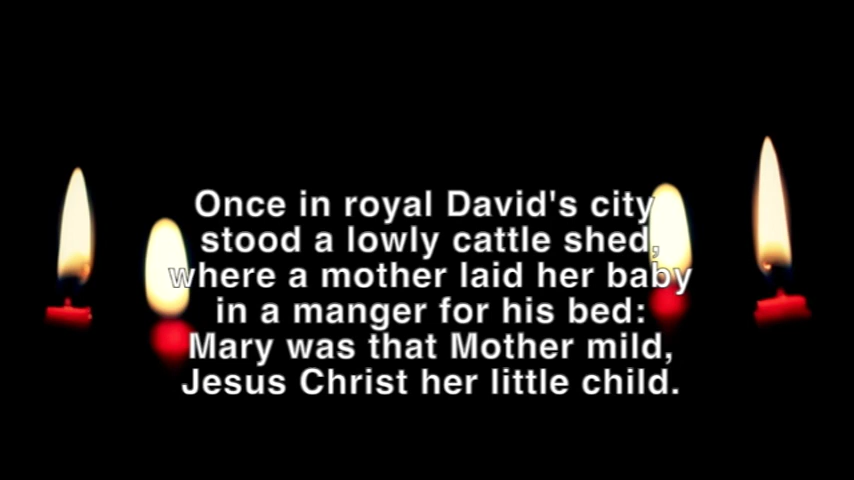 Once in royal David's city
stood a lowly cattle shed,
where a mother laid her baby
in a manger for his bed:
Mary was that Mother mild,
Jesus Christ her little child.